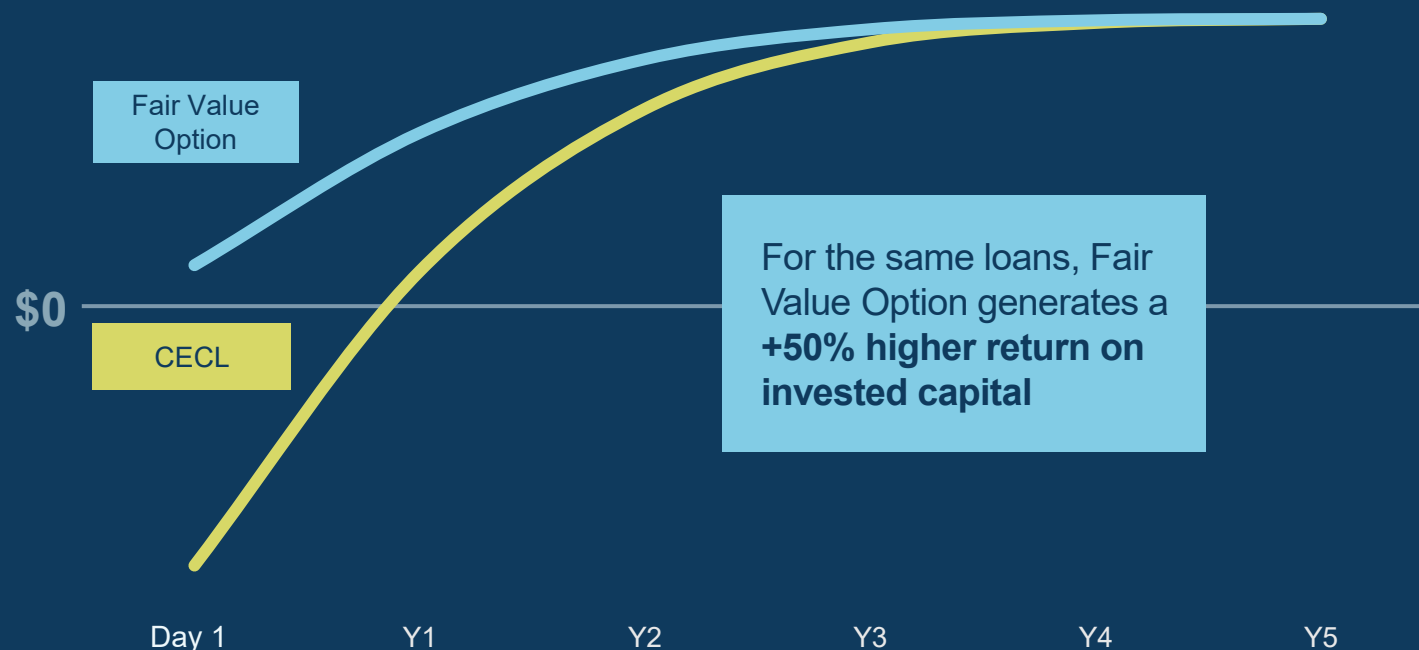 Fair Value
Option
$0
CECL
For the same loans, Fair
Value Option generates a
+50% higher return on
invested capital
Day 1 Y1 Y2 Y3 Y4 Y5